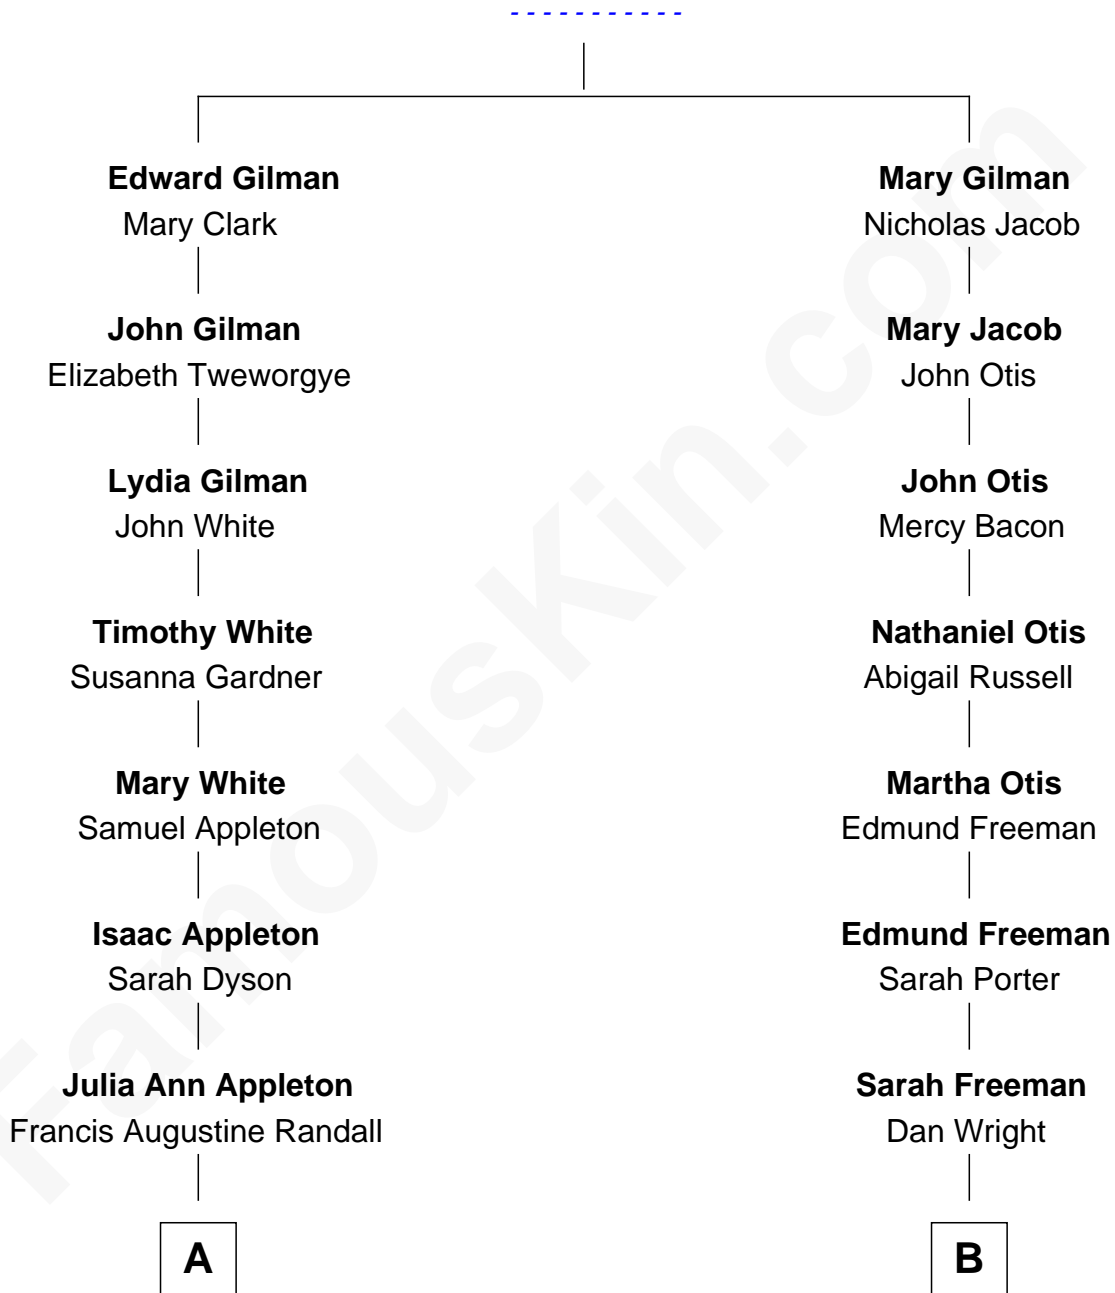 - - - - - - - - - - -
Edward Gilman
Mary Clark
John Gilman
Elizabeth Tweworgye
Lydia Gilman
John White
Timothy White
Susanna Gardner
Mary White
Samuel Appleton
Isaac Appleton
Sarah Dyson
Julia Ann Appleton
Francis Augustine Randall
A
Mary Gilman
Nicholas Jacob
Mary Jacob
John Otis
John Otis
Mercy Bacon
Nathaniel Otis
Abigail Russell
Martha Otis
Edmund Freeman
Edmund Freeman
Sarah Porter
Sarah Freeman
Dan Wright
B
FamousKin.com